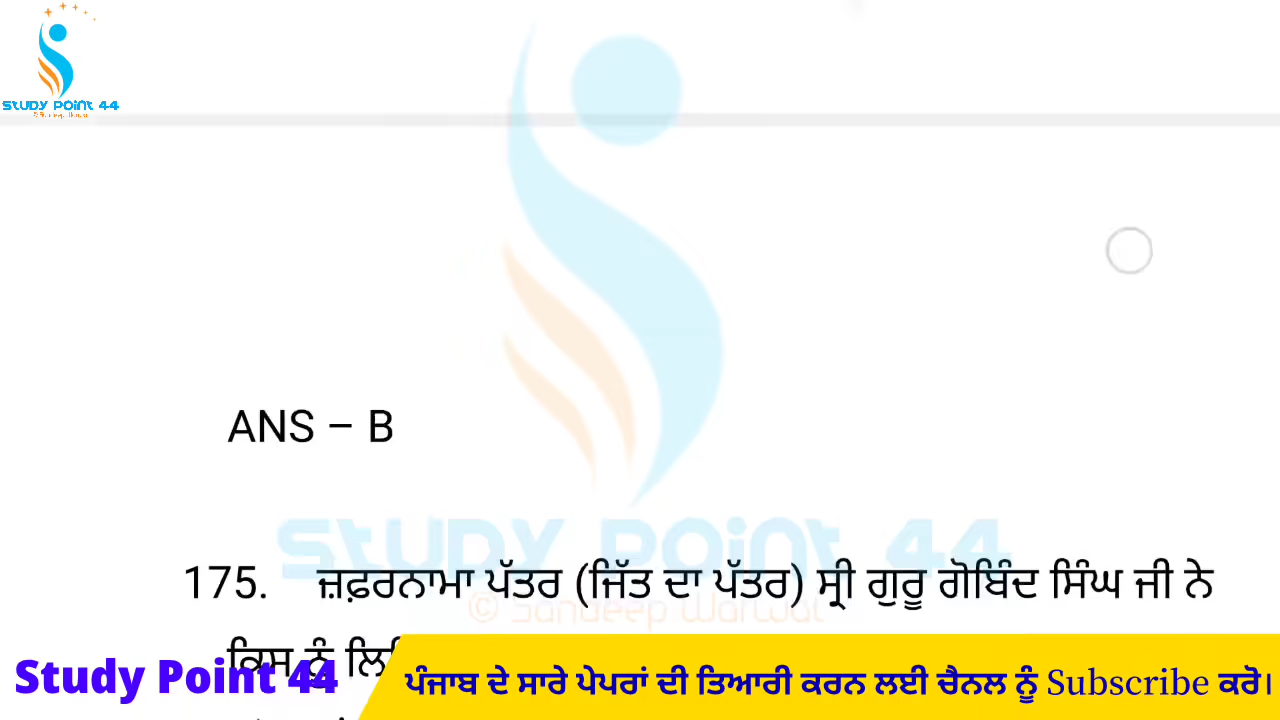 STUDY POINT 44
STUDY POINT 44
© Sandeep Warwal
ANS – B
175. ਜ਼ਫ਼ਰਨਾਮਾ ਪੱਤਰ (ਜਿੱਤ ਦਾ ਪੱਤਰ) ਸ੍ਰੀ ਗੁਰੂ ਗੋਬਿੰਦ ਸਿੰਘ ਜੀ ਨੇ
ਕਿਸ ਨੂੰ
Study Point 44
ਪੰਜਾਬ ਦੇ ਸਾਰੇ ਪੇਪਰਾਂ ਦੀ ਤਿਆਰੀ ਕਰਨ ਲਈ ਚੈਨਲ ਨੂੰ Subscribe ਕਰੋ।